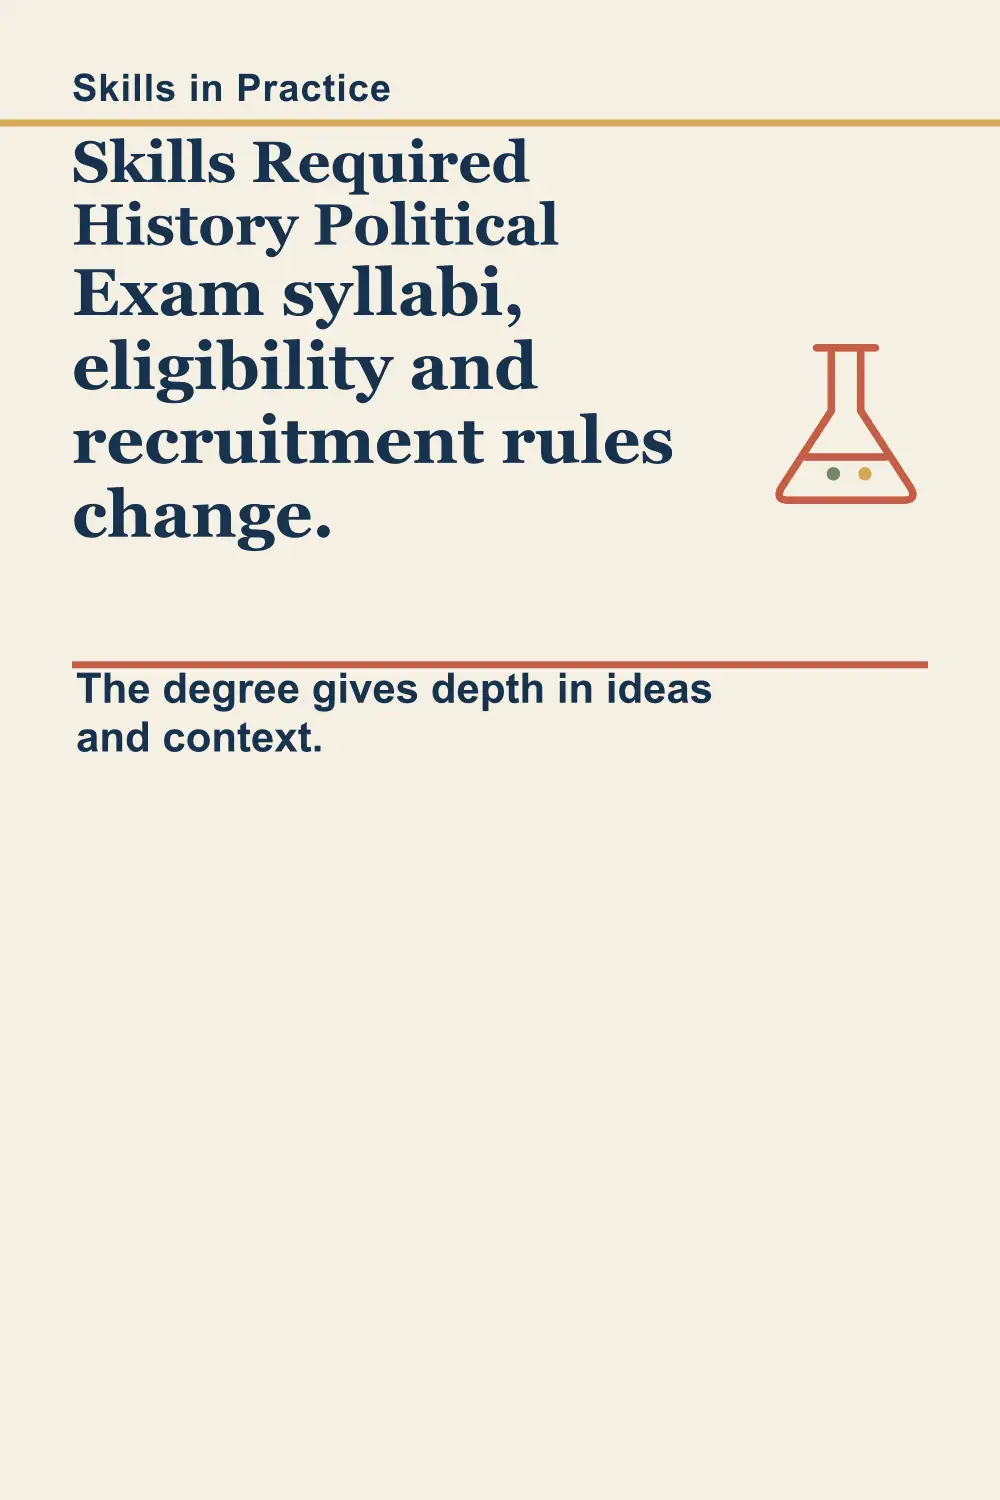 Skills in Practice
Skills Required
History Political
Exam syllabi,
eligibility and
recruitment rules
change.
The degree gives depth in ideas
and context.